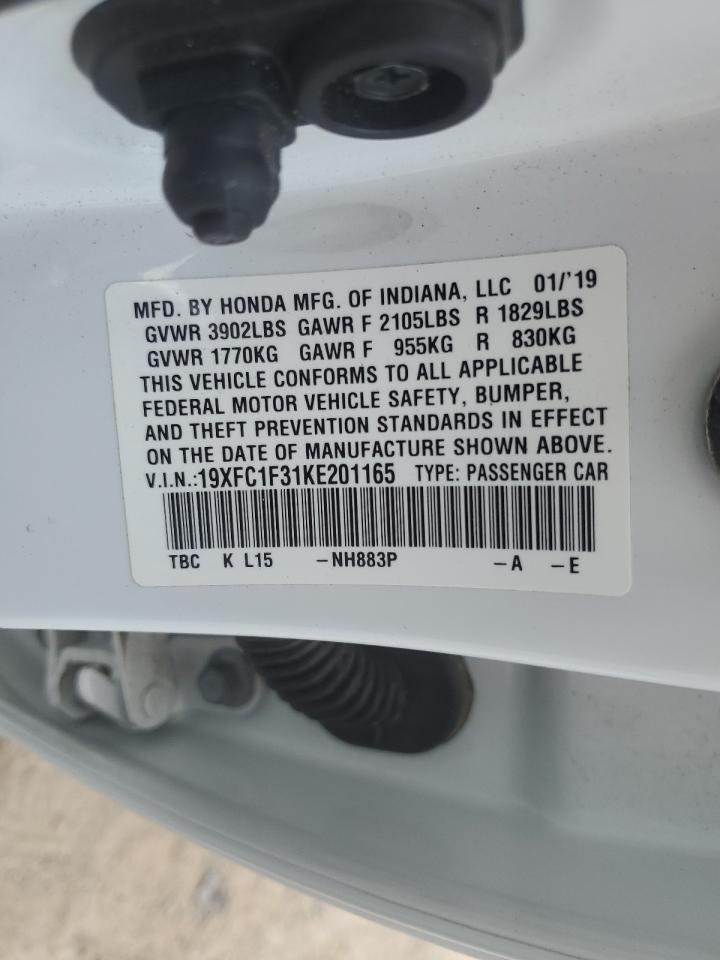 MFD. BY HONDA MFG. OF INDIANA, LLC 01/'19
GVWR 3902LBS GAWR F 2105LBS R 1829LBS
GVWR 1770KG GAWR F 955KG R 830KG
THIS VEHICLE CONFORMS TO ALL APPLICABLE
FEDERAL MOTOR VEHICLE SAFETY, BUMPER,
AND THEFT PREVENTION STANDARDS IN EFFECT
ON THE DATE OF MANUFACTURE SHOWN ABOVE.
V.I.N.:19XFC1F31KE201165 TYPE: PASSENGER CAR
TBC K L15 -NH883P -A -E